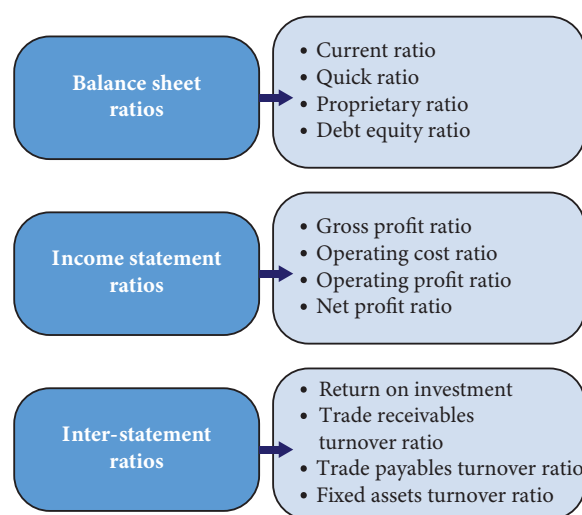 Balance sheet
ratios
• Current ratio
• Quick ratio
• Proprietary ratio
• Debt equity ratio
Income statement
ratios
• Gross profit ratio
• Operating cost ratio
• Operating profit ratio
• Net profit ratio
Inter-statement
ratios
• Return on investment
• Trade receivables
turnover ratio
• Trade payables turnover ratio
• Fixed assets turnover ratio